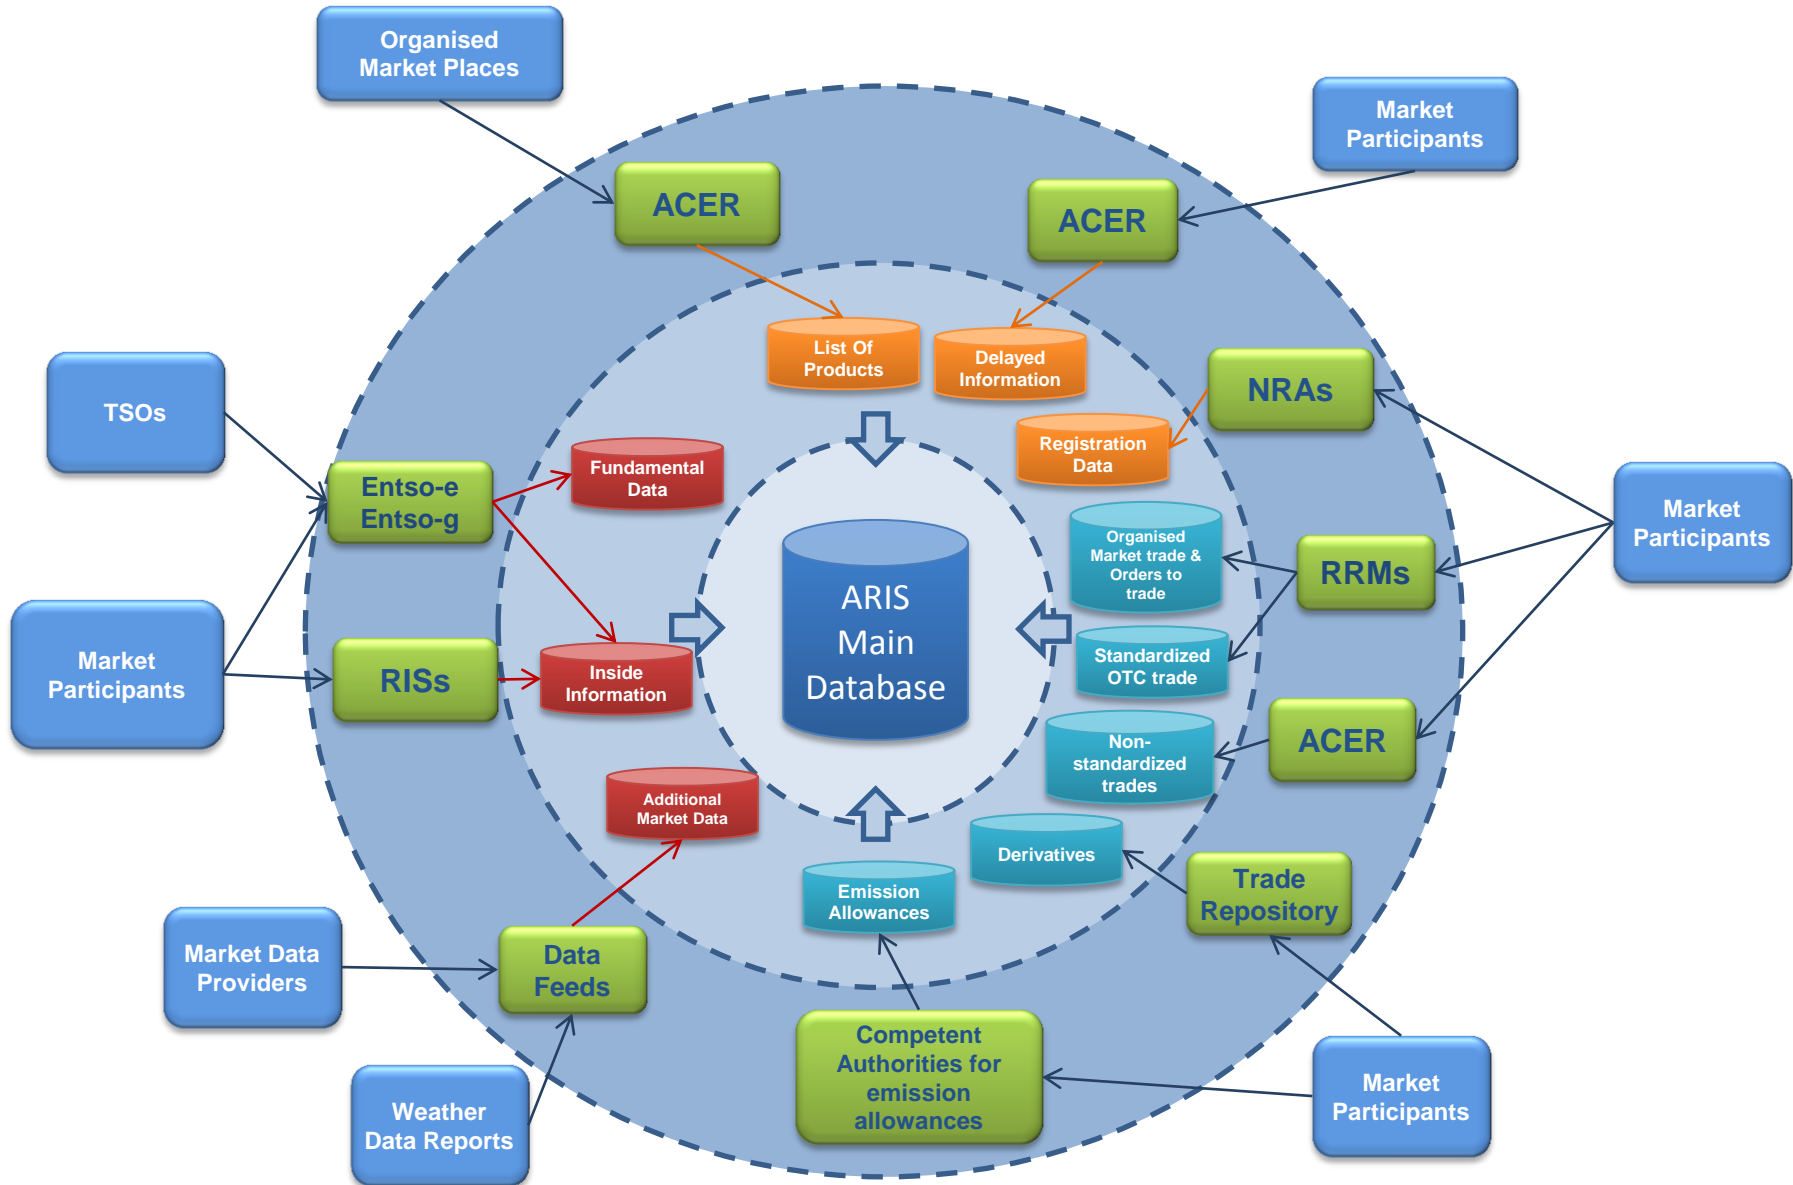 Organised
Market Places
Market
Participants
ACER
ACER
List Of
Products
Delayed
Information
NRAs
TSOs
Registration
Data
Fundamental
Data
Entso-e
Entso-g
Market
Participants
Organised
Market trade &
Orders to
trade
RRMs
ARIS
Main
Database
Market
Participants
RISs
Inside
Information
Standardized
OTC trade
ACER
Non-
standardized
trades
Additional
Market Data
Derivatives
Trade
Repository
Emission
Allowances
Market Data
Providers
Data
Feeds
Competent
Authorities for
emission
allowances
Market
Participants
Weather
Data Reports